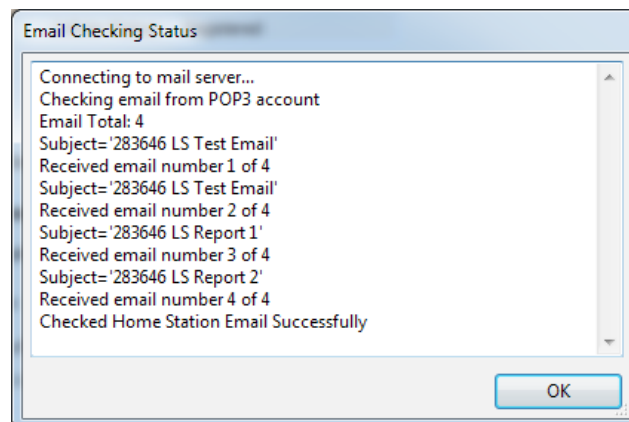 Email Checking Status
Connecting to mail server...
Checking email from POP3 account
Email Total: 4
Subject='283646 LS Test Email'
Received email number 1 of 4
Subject='283646 LS Test Email'
Received email number 2 of 4
Subject='283646 LS Report 1'
Received email number 3 of 4
Subject='283646 LS Report 2'
Received email number 4 of 4
Checked Home Station Email Successfully
OK